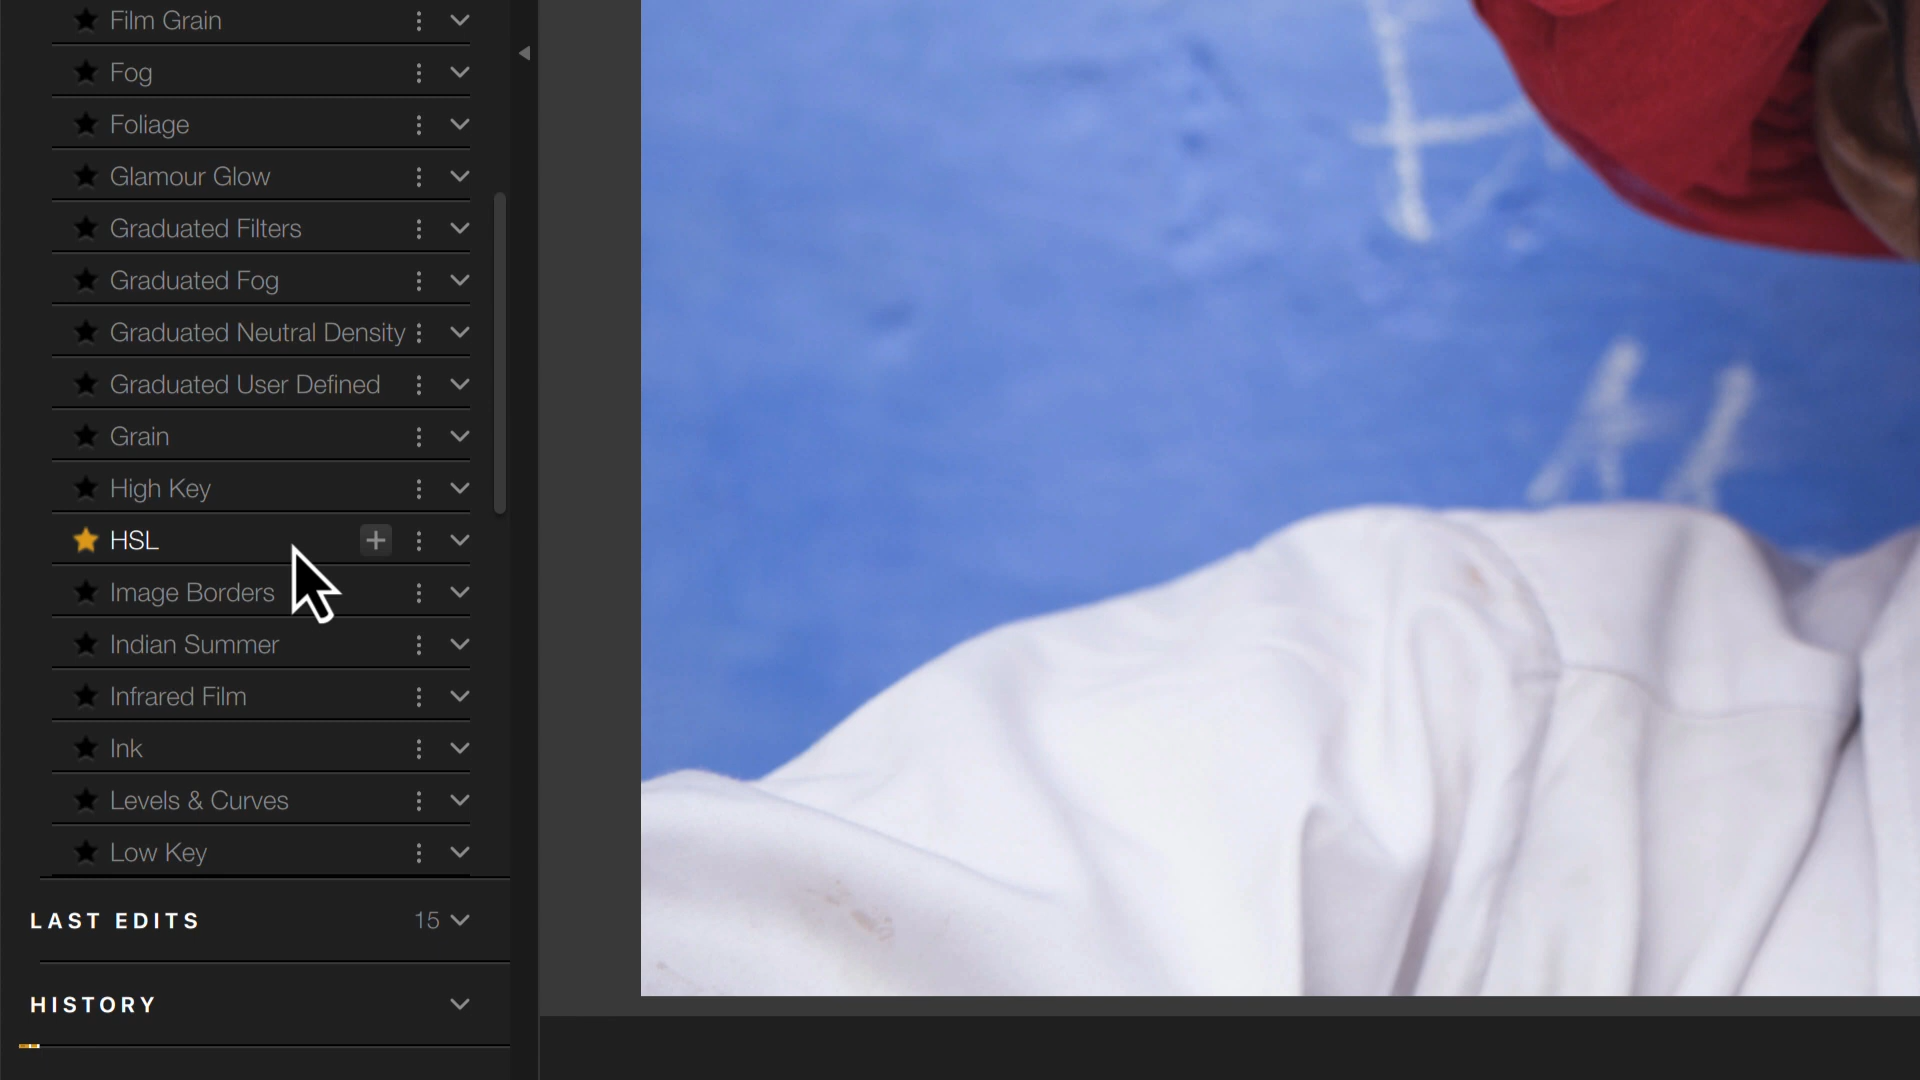 Film Grain
Fog
Foliage
Glamour Glow
Graduated Filters
Graduated Fog
Graduated Neutral Density
Graduated User Defined
Grain
High Key
HSL
Image Borders
Indian Summer
Infrared Film
Ink
Levels & Curves
Low Key
LAST EDITS 15
HISTORY